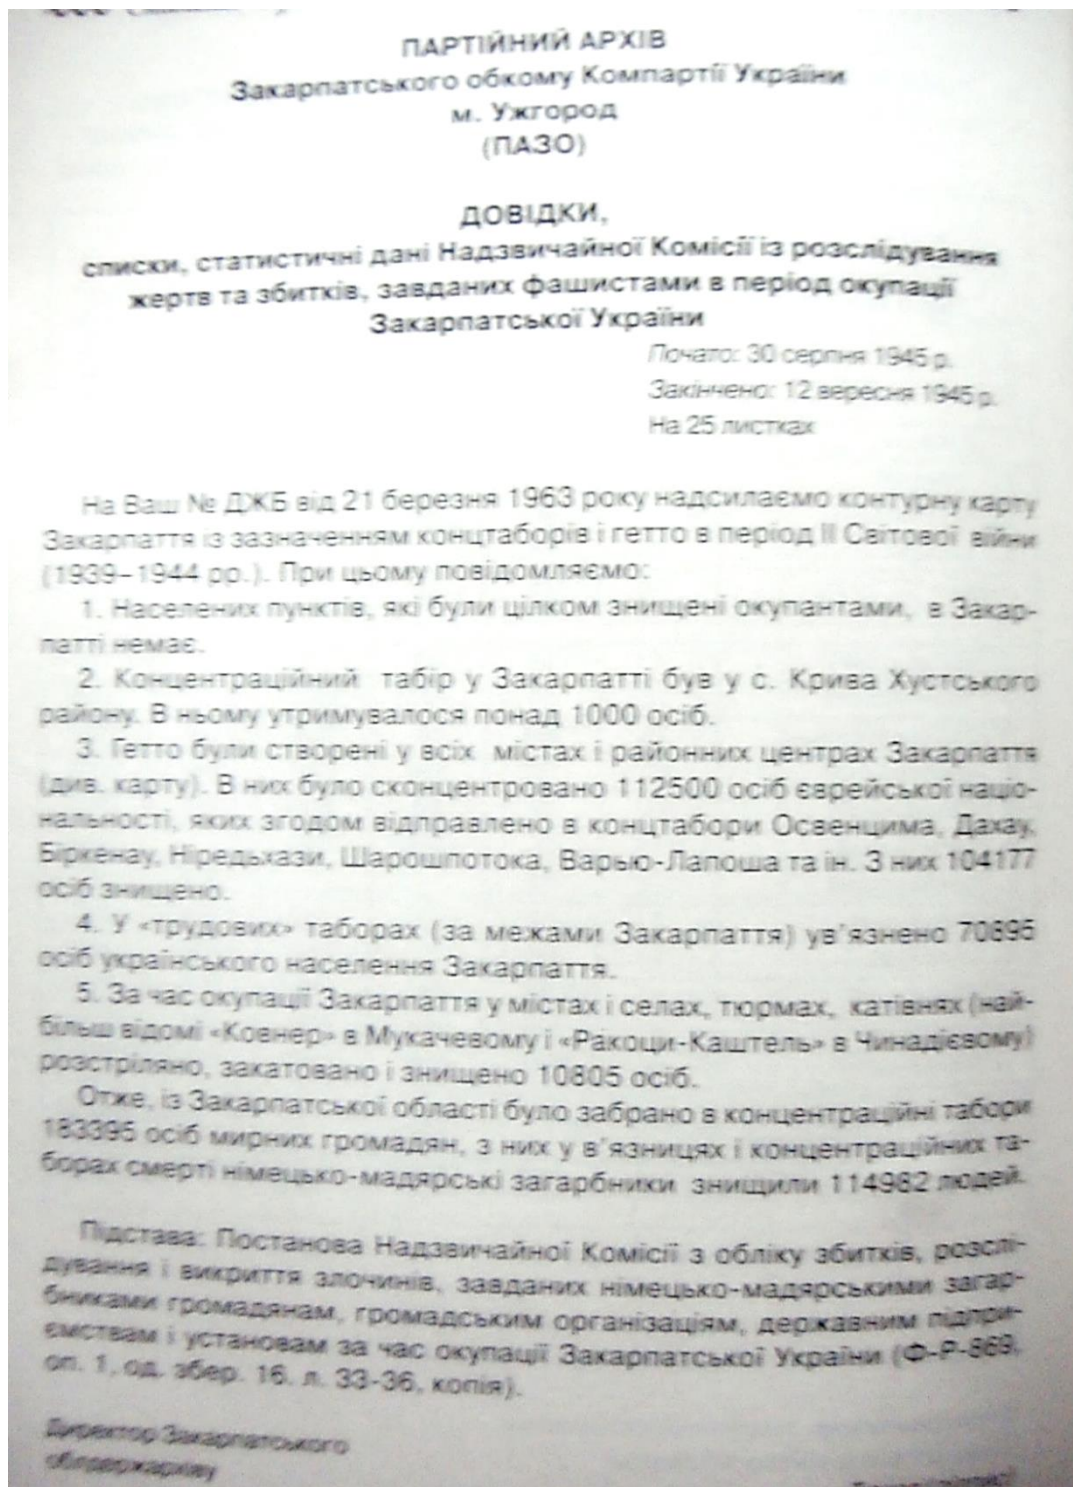 ПАРТІЙНИЙ АРХІВ
Закарпатського обкому Компартії України
м. Ужгород
(ПАЗО)
ДОВІДКИ,
списки, статистичні дані Надзвичайної Комісії із розслідування
жертв та збитків, завданих фашистами в період окупації
Закарпатської України
Почато: 30 серпня 1945 р.
Закінчено: 12 вересня 1945 р.
На 25 листках
На Ваш № ДЖБ від 21 березня 1963 року надсилаємо контурну карту
Закарпаття із зазначенням концтаборів і гетто в період ІІ Світової війни
(1939–1944 рр.). При цьому повідомляємо:
1. Населених пунктів, які були цілком знищені окупантами, в Закар-
патті немає.
2. Концентраційний табір у Закарпатті був у с. Крива Хустського
району. В ньому утримувалося понад 1000 осіб.
3. Гетто були створені у всіх містах і районних центрах Закарпаття
(див. карту). В них було сконцентровано 112500 осіб єврейської націо-
нальності, яких згодом відправлено в концтабори Освенцима, Дахау,
Біркенау, Ніредьхази, Шарошпотока, Варью-Лапоша та ін. З них 104177
осіб знищено.
4. У «трудових» таборах (за межами Закарпаття) ув’язнено 70895
осіб українського населення Закарпаття.
5. За час окупації Закарпаття у містах і селах, тюрмах, катівнях (най-
більш відомі «Ковнер» в Мукачевому і «Ракоци-Каштель» в Чинадієвому)
розстріляно, закатовано і знищено 10805 осіб.
Отже, із Закарпатської області було забрано в концентраційні табори
183395 осіб мирних громадян, з них у в’язницях і концентраційних та-
борах смерті німецько-мадярські загарбники знищили 114982 людей.
Підстава: Постанова Надзвичайної Комісії з обліку збитків, розслі-
дування і викриття злочинів, завданих німецько-мадярськими загар-
бниками громадянам, громадським організаціям, державним підпри-
ємствам і установам за час окупації Закарпатської України (Ф-Р-869,
оп. 1, од. збер. 16. л. 33-36, копія).
Директор Закарпатського
облдержархіву